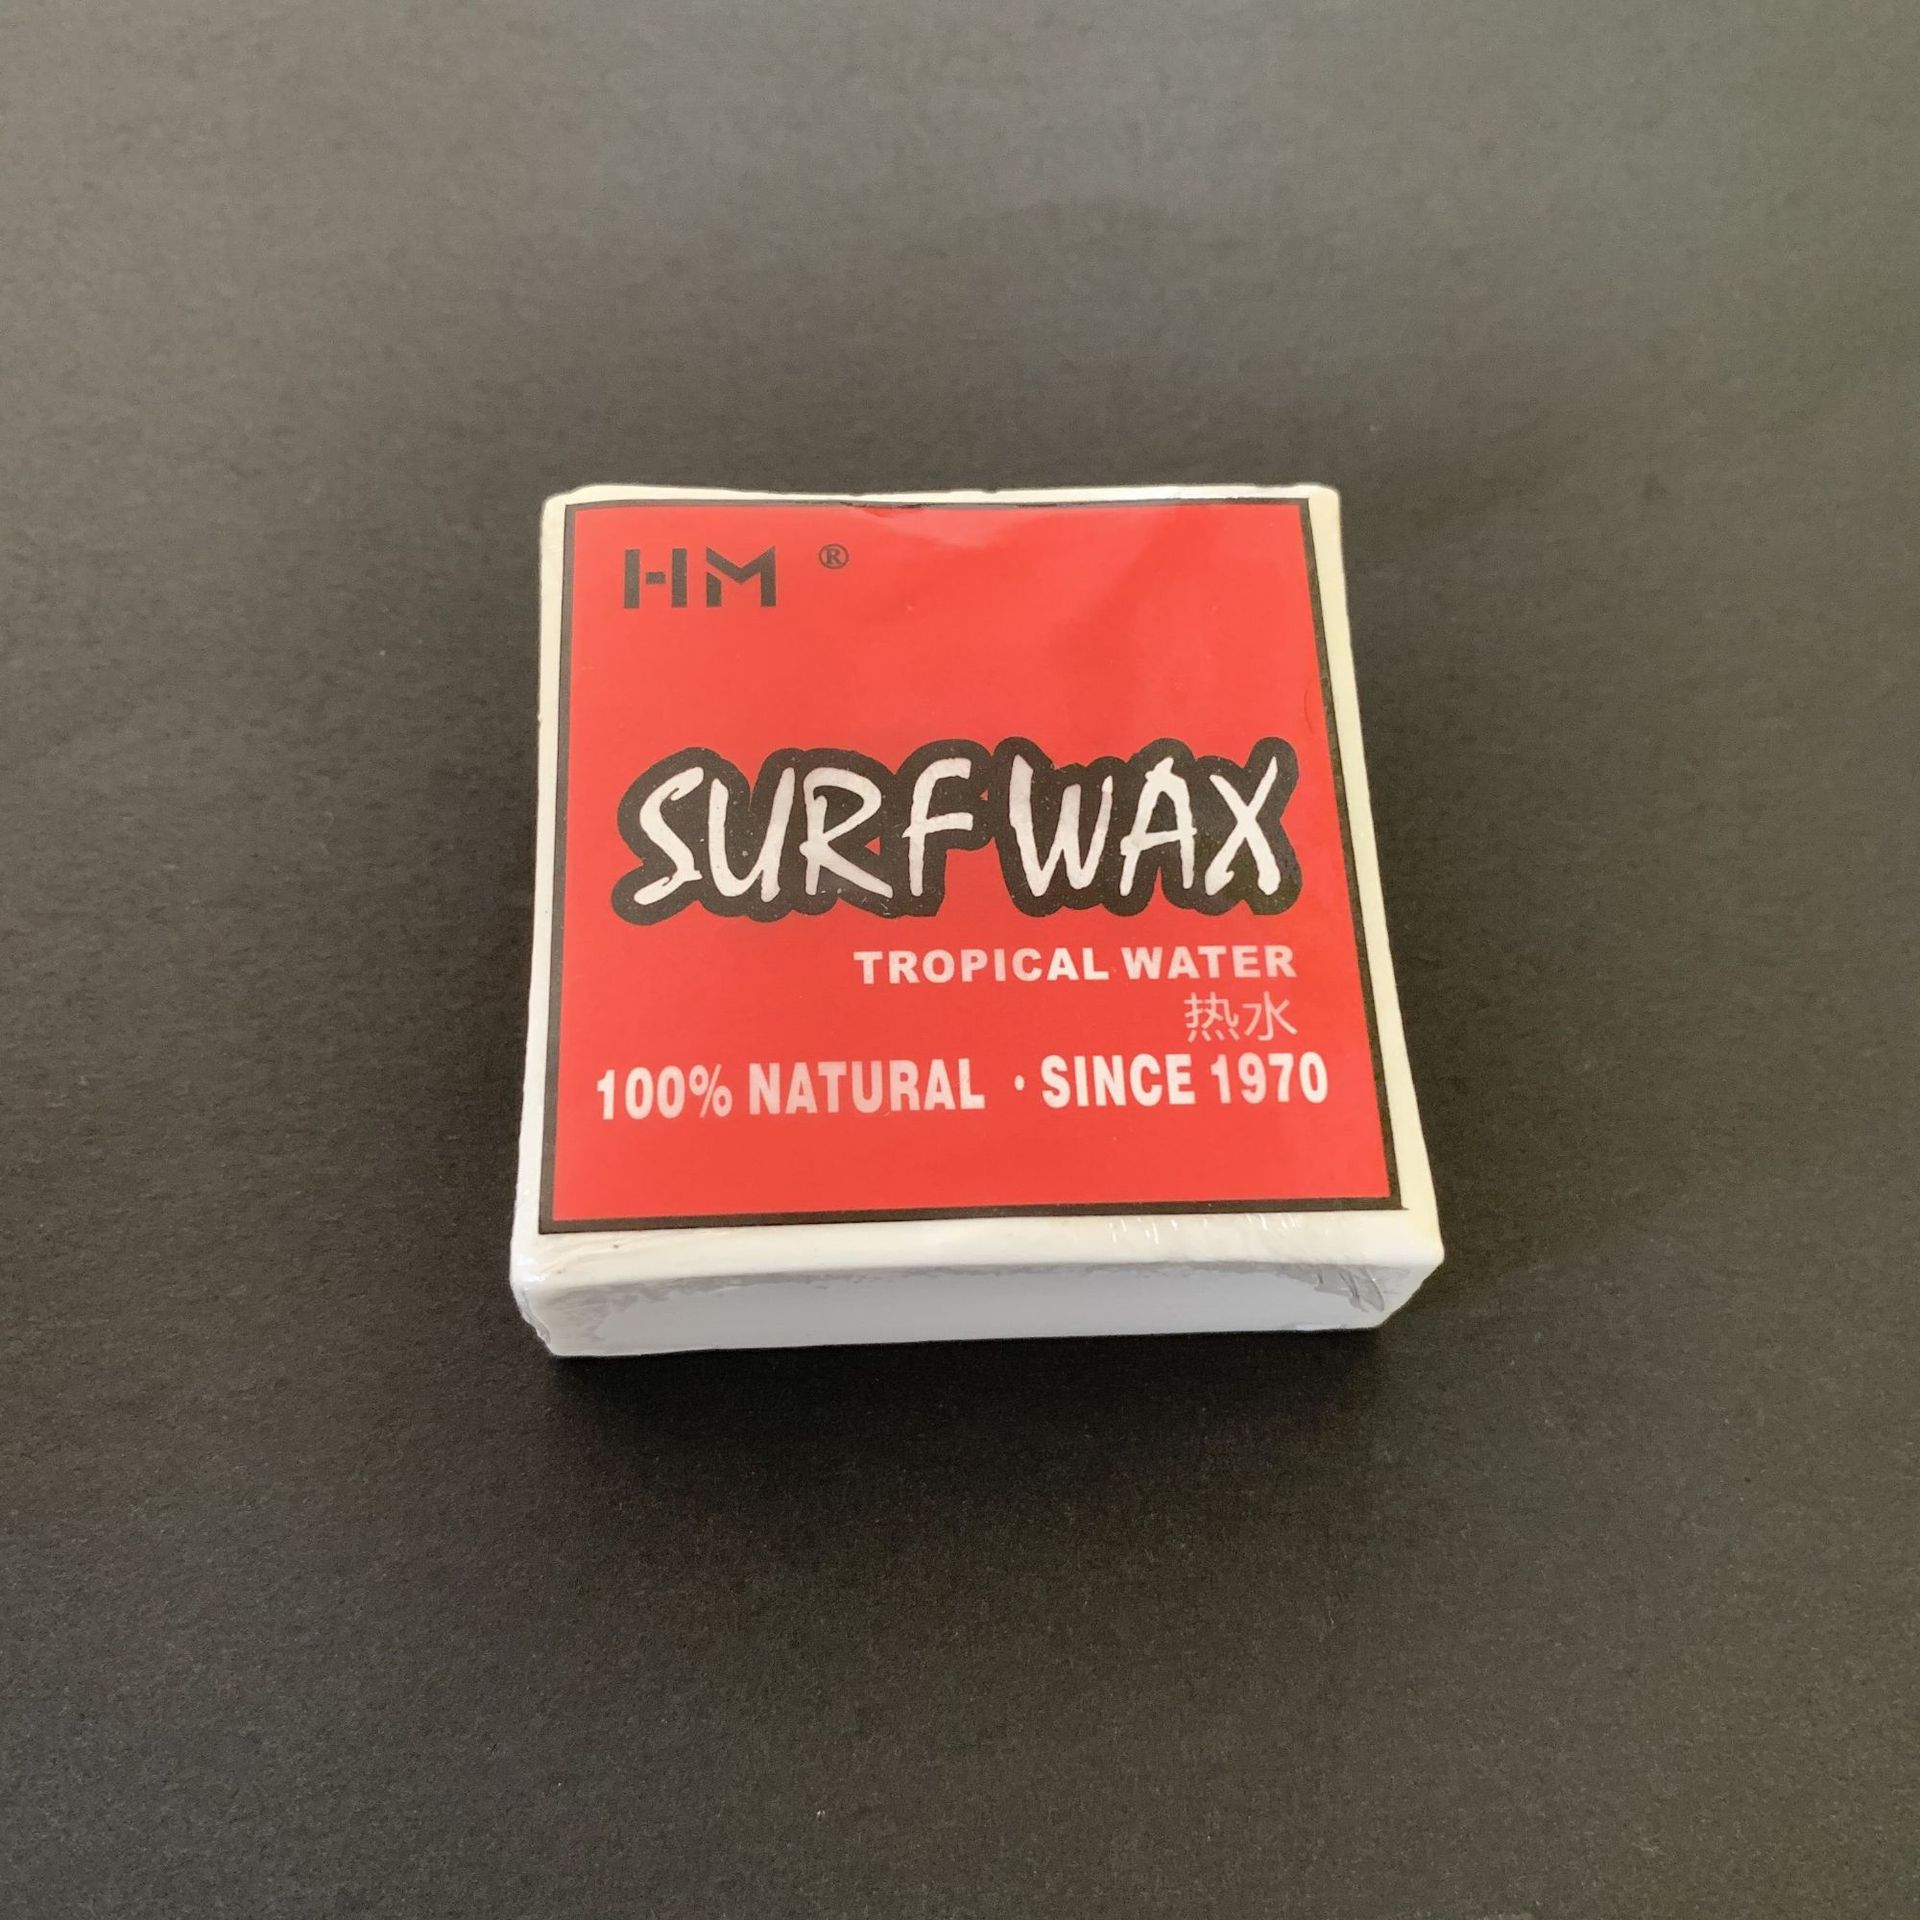 HM ®
SURF WAX
TROPICAL WATER
热水
100% NATURAL · SINCE 1970